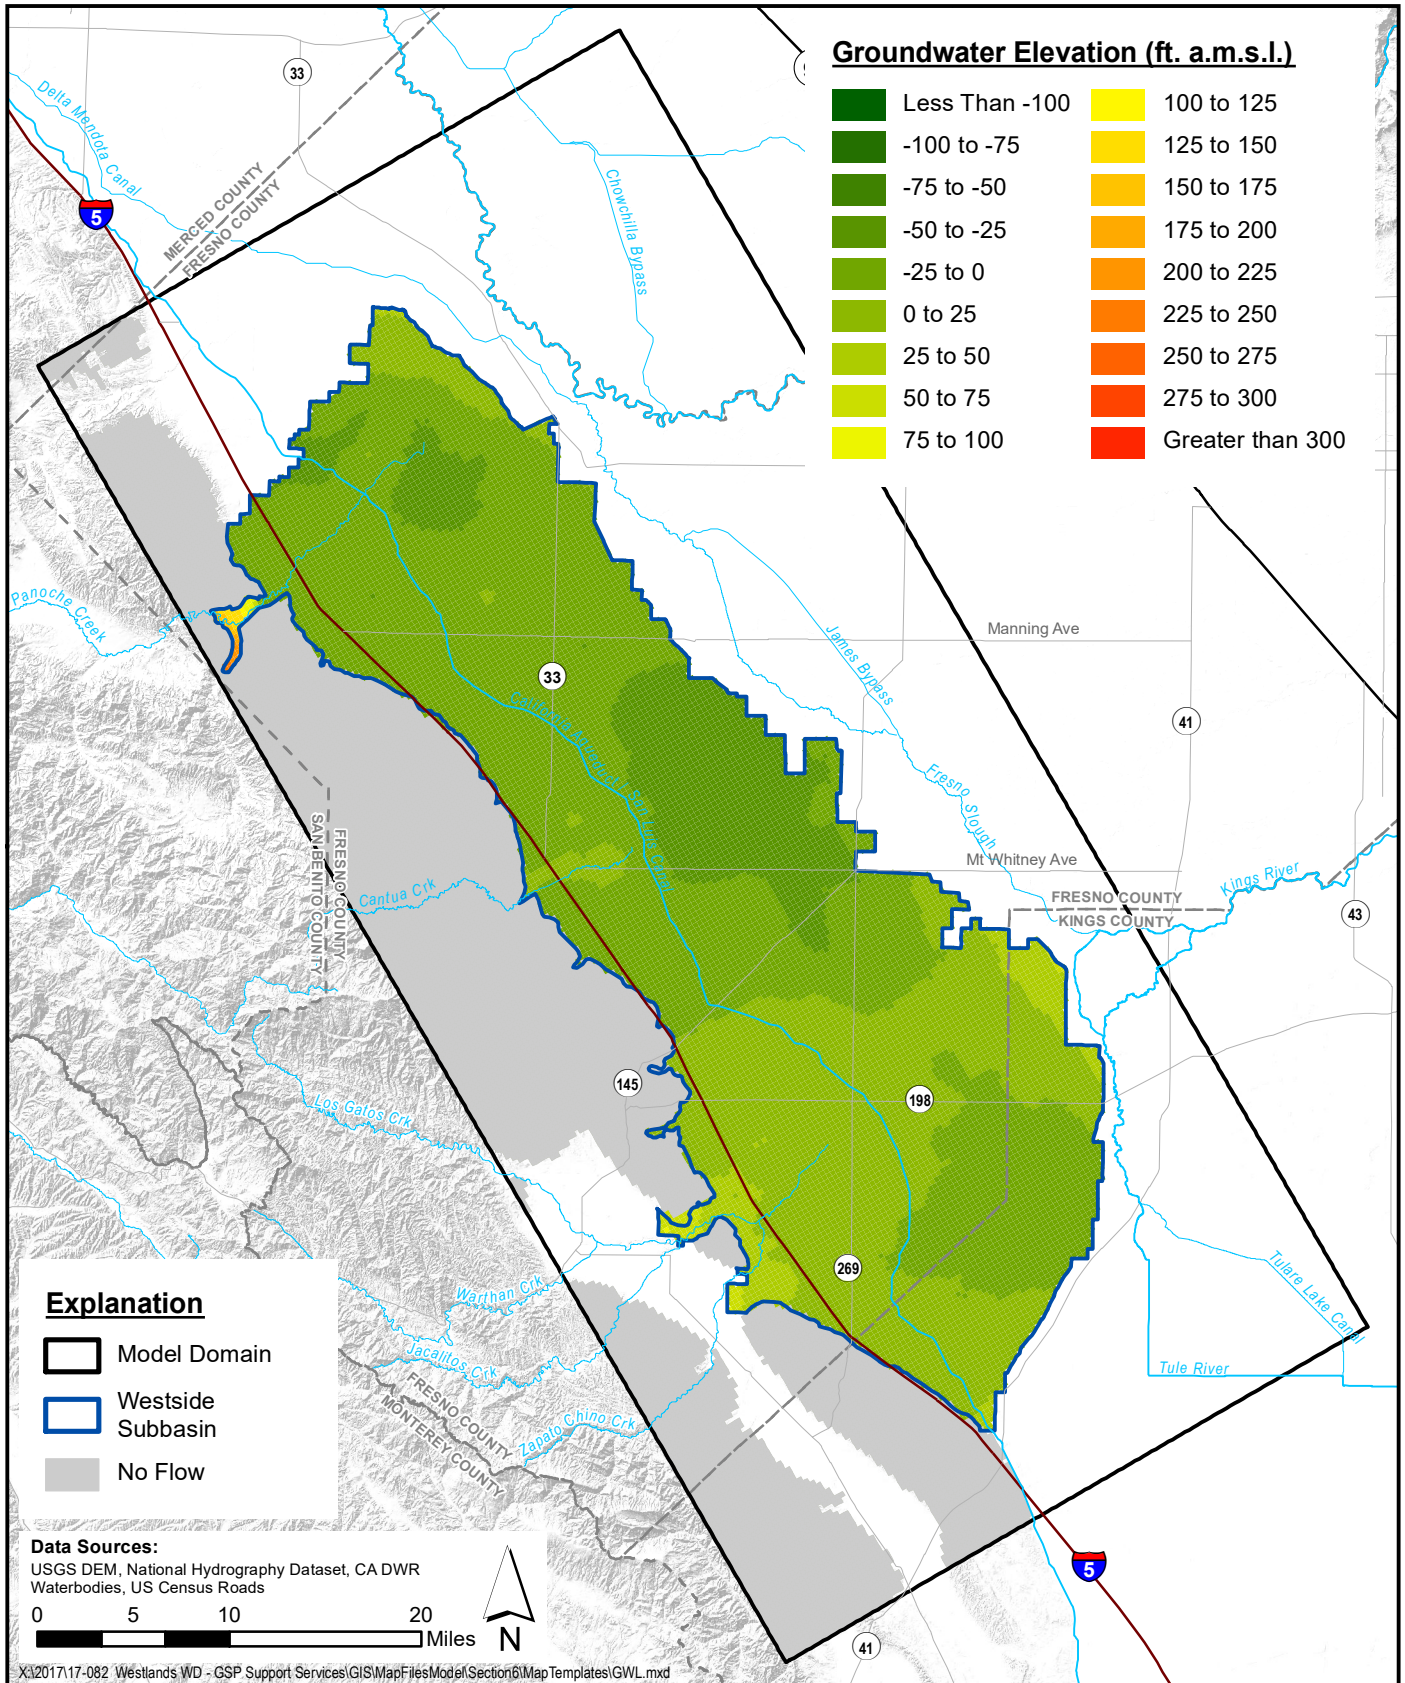 Groundwater Elevation (ft. a.m.s.l.)
Less Than -100
-100 to -75
-75 to -50
-50 to -25
-25 to 0
0 to 25
25 to 50
50 to 75
75 to 100
100 to 125
125 to 150
150 to 175
175 to 200
200 to 225
225 to 250
250 to 275
275 to 300
Greater than 300
33
Delta Mendota Canal
MERCED COUNTY
FRESNO COUNTY
5
Chowchilla Bypass
Panoche Creek
Manning Ave
James Bypass
33
California Aqueduct / San Luis Canal
41
Fresno Slough
SAN BENITO COUNTY
FRESNO COUNTY
Mt Whitney Ave
Kings River
Cantua Crk
FRESNO COUNTY
KINGS COUNTY
43
145
198
Los Gatos Crk
269
Warthan Crk
Tulare Lake Canal
Jacalitos Crk
Tule River
FRESNO COUNTY
MONTEREY COUNTY
Zapato Chino Crk
Explanation
Model Domain
Westside
Subbasin
No Flow
Data Sources:
USGS DEM, National Hydrography Dataset, CA DWR
Waterbodies, US Census Roads
0 5 10 20
Miles
N
5
41
X:\2017\17-082 Westlands WD - GSP Support Services\GIS\MapFilesModel\Section6\MapTemplates\GWL.mxd